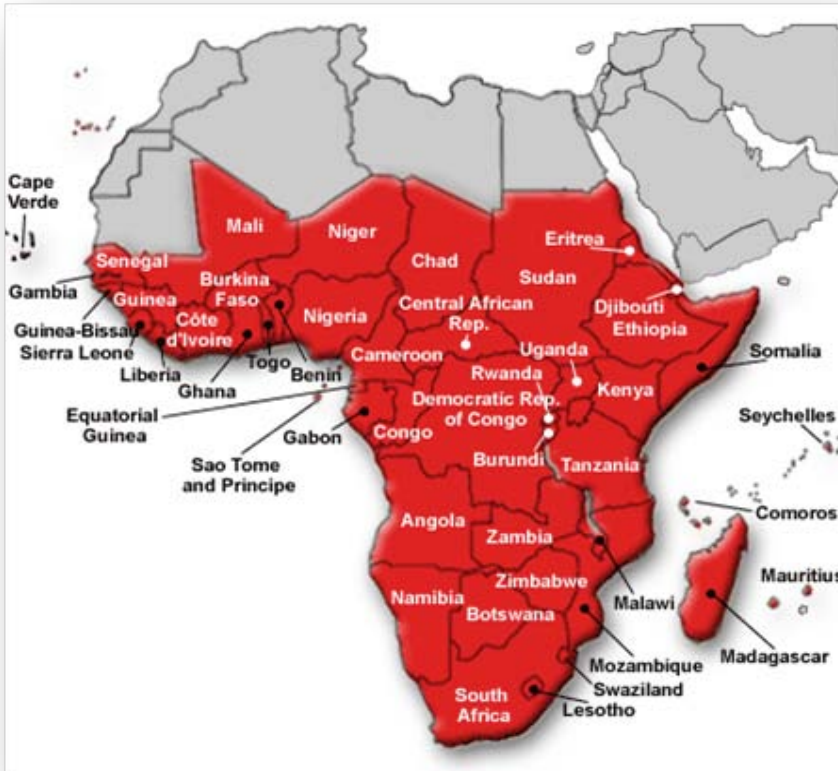 Cape
Verde
Mali
Niger
Chad
Eritrea
Sudan
Senegal
Gambia
Guinea
Burkina
Faso
Nigeria
Central African
Rep.
Djibouti
Ethiopia
Guinea-Bissau
Sierra Leone
Côte
d'Ivoire
Liberia
Ghana
Togo
Benin
Cameroon
Uganda
Rwanda
Kenya
Somalia
Equatorial
Guinea
Gabon
Congo
Democratic Rep.
of Congo
Burundi
Tanzania
Seychelles
Sao Tome
and Principe
Angola
Zambia
Comoros
Zimbabwe
Malawi
Mauritius
Namibia
Botswana
Mozambique
Madagascar
Swaziland
South
Africa
Lesotho